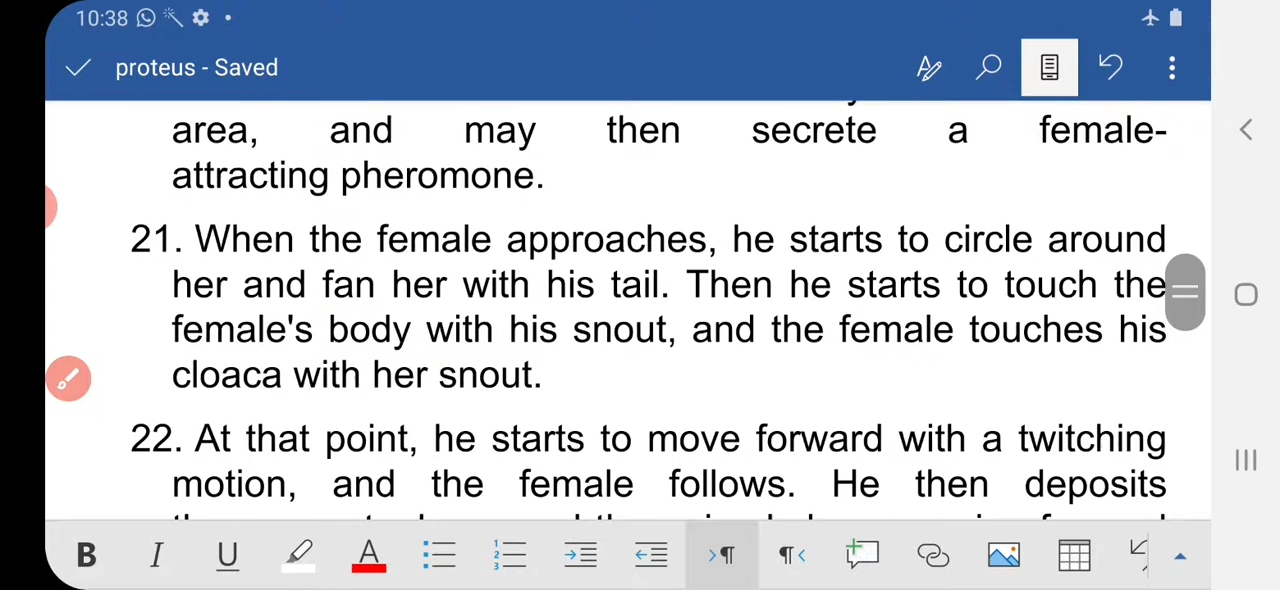 10:38
proteus - Saved
area, and may then secrete a female-
attracting pheromone.
21. When the female approaches, he starts to circle around
her and fan her with his tail. Then he starts to touch the
female's body with his snout, and the female touches his
cloaca with her snout.
22. At that point, he starts to move forward with a twitching
motion, and the female follows. He then deposits
B I U A